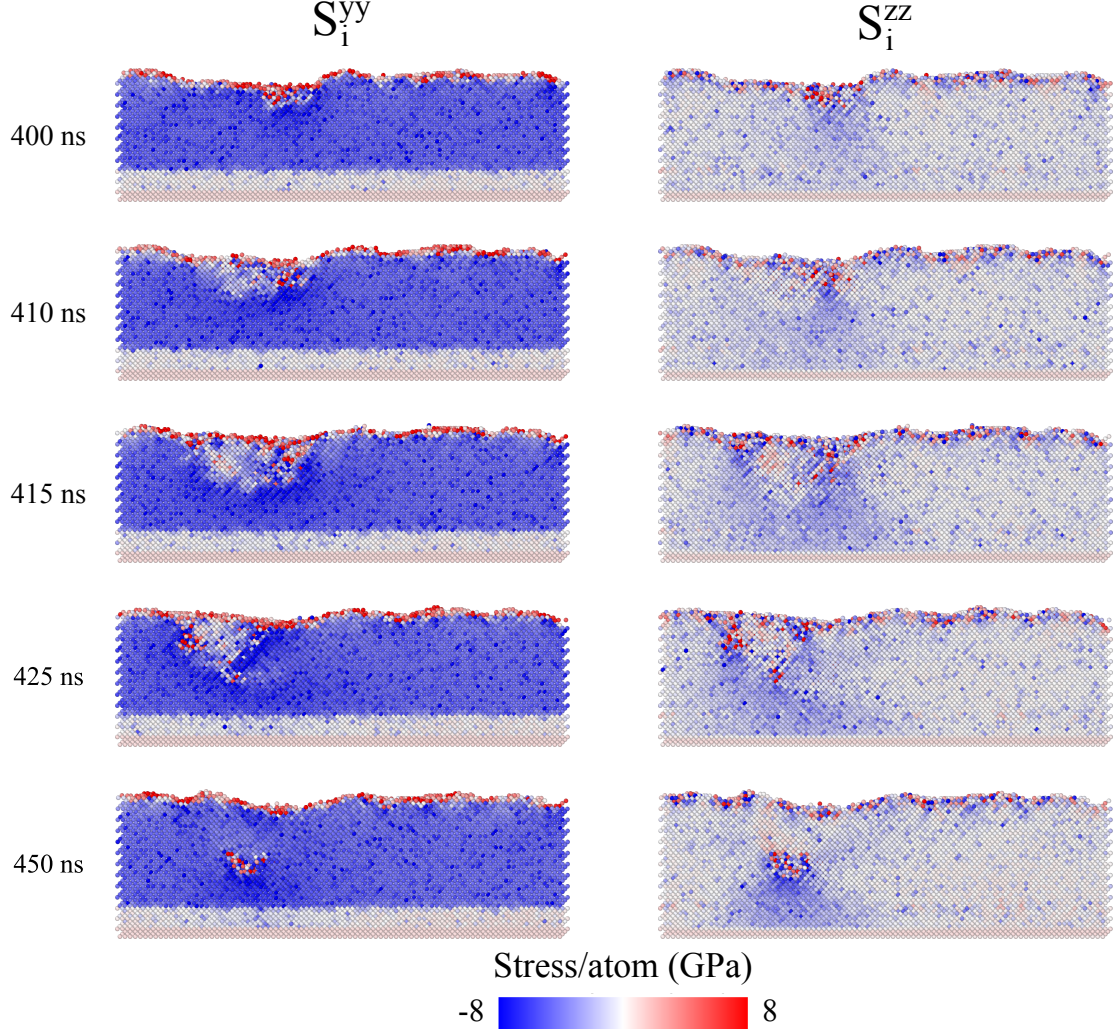 S_i^yy S_i^zz
400 ns
410 ns
415 ns
425 ns
450 ns
Stress/atom (GPa)
-8 8